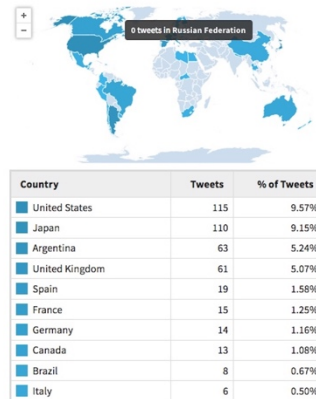 +
0 tweets in Russian Federation
−
Country Tweets % of Tweets
United States 115 9.57%
Japan 110 9.15%
Argentina 63 5.24%
United Kingdom 61 5.07%
Spain 19 1.58%
France 15 1.25%
Germany 14 1.16%
Canada 13 1.08%
Brazil 8 0.67%
Italy 6 0.50%